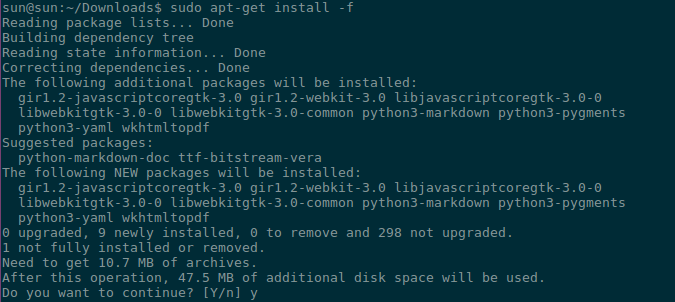 sun@sun:~/Downloads$ sudo apt-get install -f
Reading package lists... Done
Building dependency tree
Reading state information... Done
Correcting dependencies... Done
The following additional packages will be installed:
  gir1.2-javascriptcoregtk-3.0 gir1.2-webkit-3.0 libjavascriptcoregtk-3.0-0
  libwebkitgtk-3.0-0 libwebkitgtk-3.0-common python3-markdown python3-pygments
  python3-yaml wkhtmltopdf
Suggested packages:
  python-markdown-doc ttf-bitstream-vera
The following NEW packages will be installed:
  gir1.2-javascriptcoregtk-3.0 gir1.2-webkit-3.0 libjavascriptcoregtk-3.0-0
  libwebkitgtk-3.0-0 libwebkitgtk-3.0-common python3-markdown python3-pygments
  python3-yaml wkhtmltopdf
0 upgraded, 9 newly installed, 0 to remove and 298 not upgraded.
1 not fully installed or removed.
Need to get 10.7 MB of archives.
After this operation, 47.5 MB of additional disk space will be used.
Do you want to continue? [Y/n] y